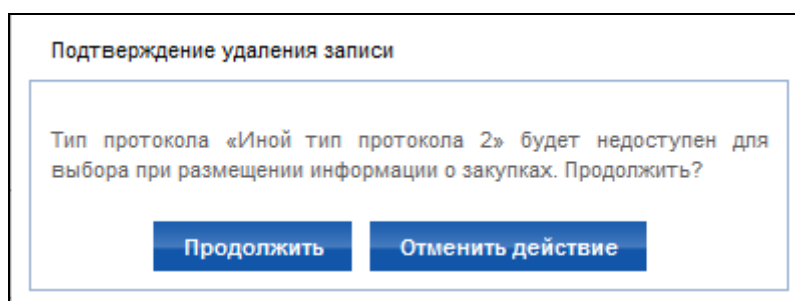 Подтверждение удаления записи
Тип протокола «Иной тип протокола 2» будет недоступен для
выбора при размещении информации о закупках. Продолжить?
Продолжить Отменить действие